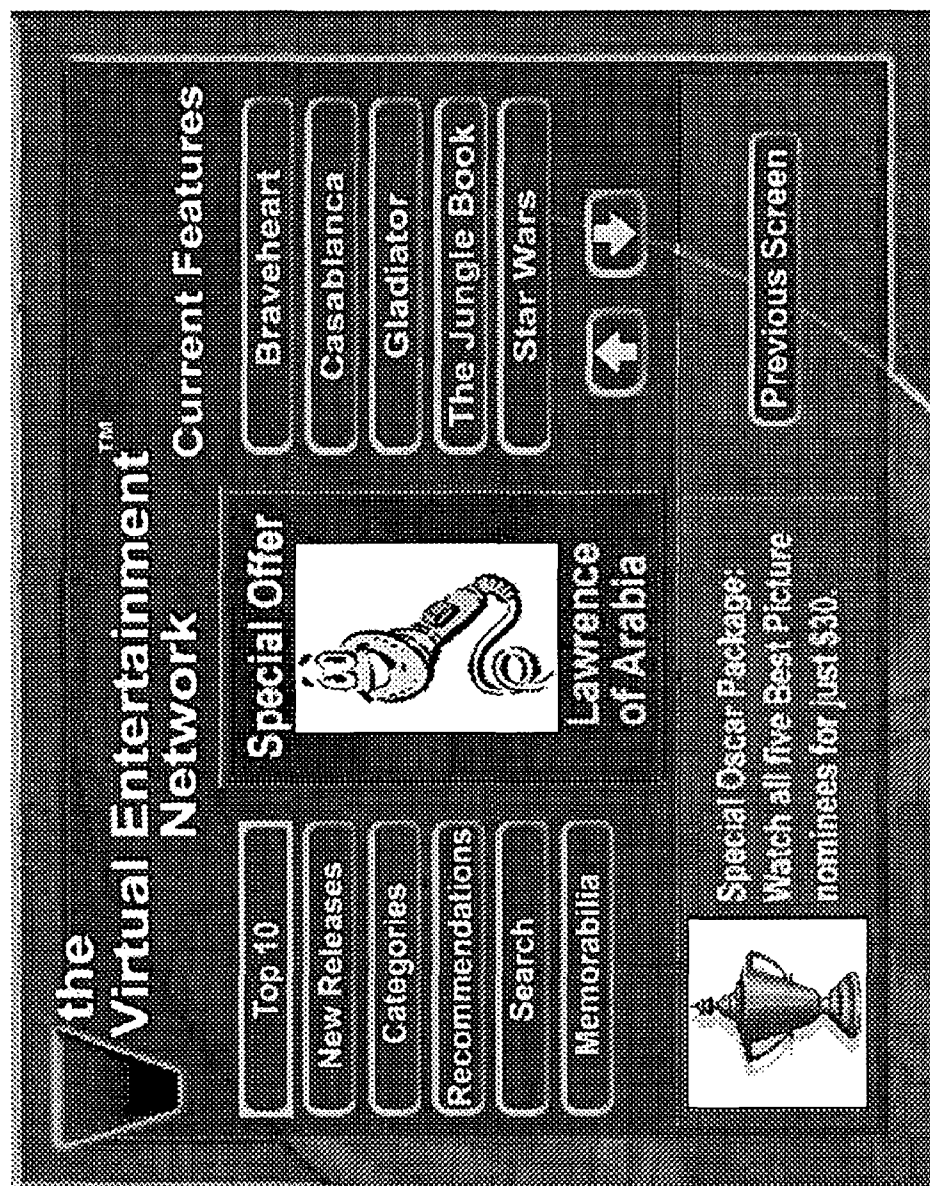 the
Virtual Entertainment™
Network
Top 10
New Releases
Categories
Recommendations
Search
Memorabilia
Special Offer
Lawrence
of Arabia
Current Features
Braveheart
Casablanca
Gladiator
The Jungle Book
Star Wars
Special Oscar Package:
Watch all five Best Picture
nominees for just $30.
Previous Screen